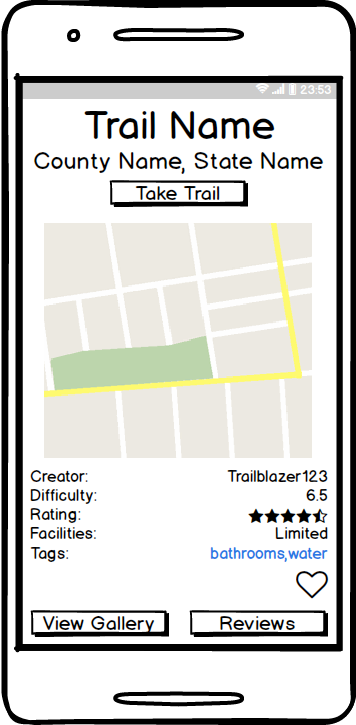 23:53
Trail Name
County Name, State Name
Take Trail
Creator: Trailblazer123
Difficulty: 6.5
Rating:
Facilities: Limited
Tags: bathrooms,water
View Gallery Reviews